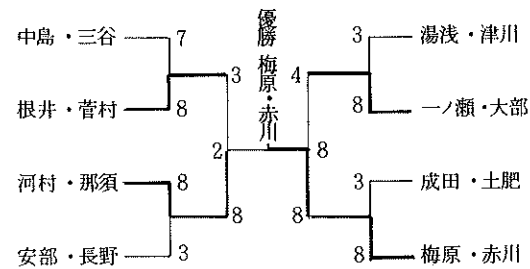 優勝 梅原・赤川
中島・三谷 7
根井・菅村 8
3
河村・那須 8
安部・長野 3
8
2
3 湯浅・津川
8 一ノ瀬・大部
4
3 成田・土肥
8 梅原・赤川
8
8